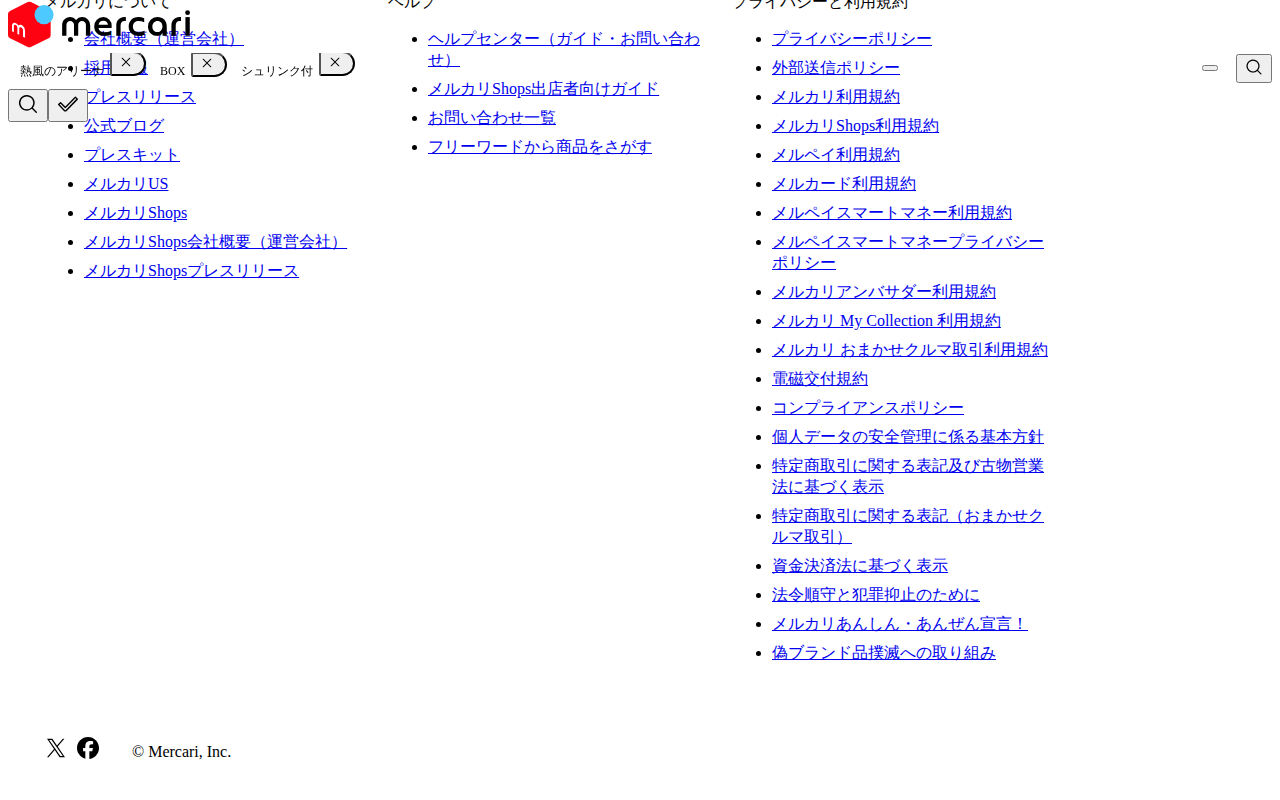 メルカリについて
mercari
会社概要（運営会社）
熱風のアリーナ
BOX
シュリンク付
プレスリリース
公式ブログ
プレスキット
メルカリUS
メルカリShops
メルカリShops会社概要（運営会社）
メルカリShopsプレスリリース
ヘルプ
ヘルプセンター（ガイド・お問い合わ
せ）
メルカリShops出店者向けガイド
お問い合わせ一覧
フリーワードから商品をさがす
プライバシーと利用規約
プライバシーポリシー
外部送信ポリシー
メルカリ利用規約
メルカリShops利用規約
メルペイ利用規約
メルカード利用規約
メルペイスマートマネー利用規約
メルペイスマートマネープライバシー
ポリシー
メルカリアンバサダー利用規約
メルカリ My Collection 利用規約
メルカリ おまかせクルマ取引利用規約
電磁交付規約
コンプライアンスポリシー
個人データの安全管理に係る基本方針
特定商取引に関する表記及び古物営業
法に基づく表示
特定商取引に関する表記（おまかせク
ルマ取引）
資金決済法に基づく表示
法令順守と犯罪抑止のために
メルカリあんしん・あんぜん宣言！
偽ブランド品撲滅への取り組み
© Mercari, Inc.